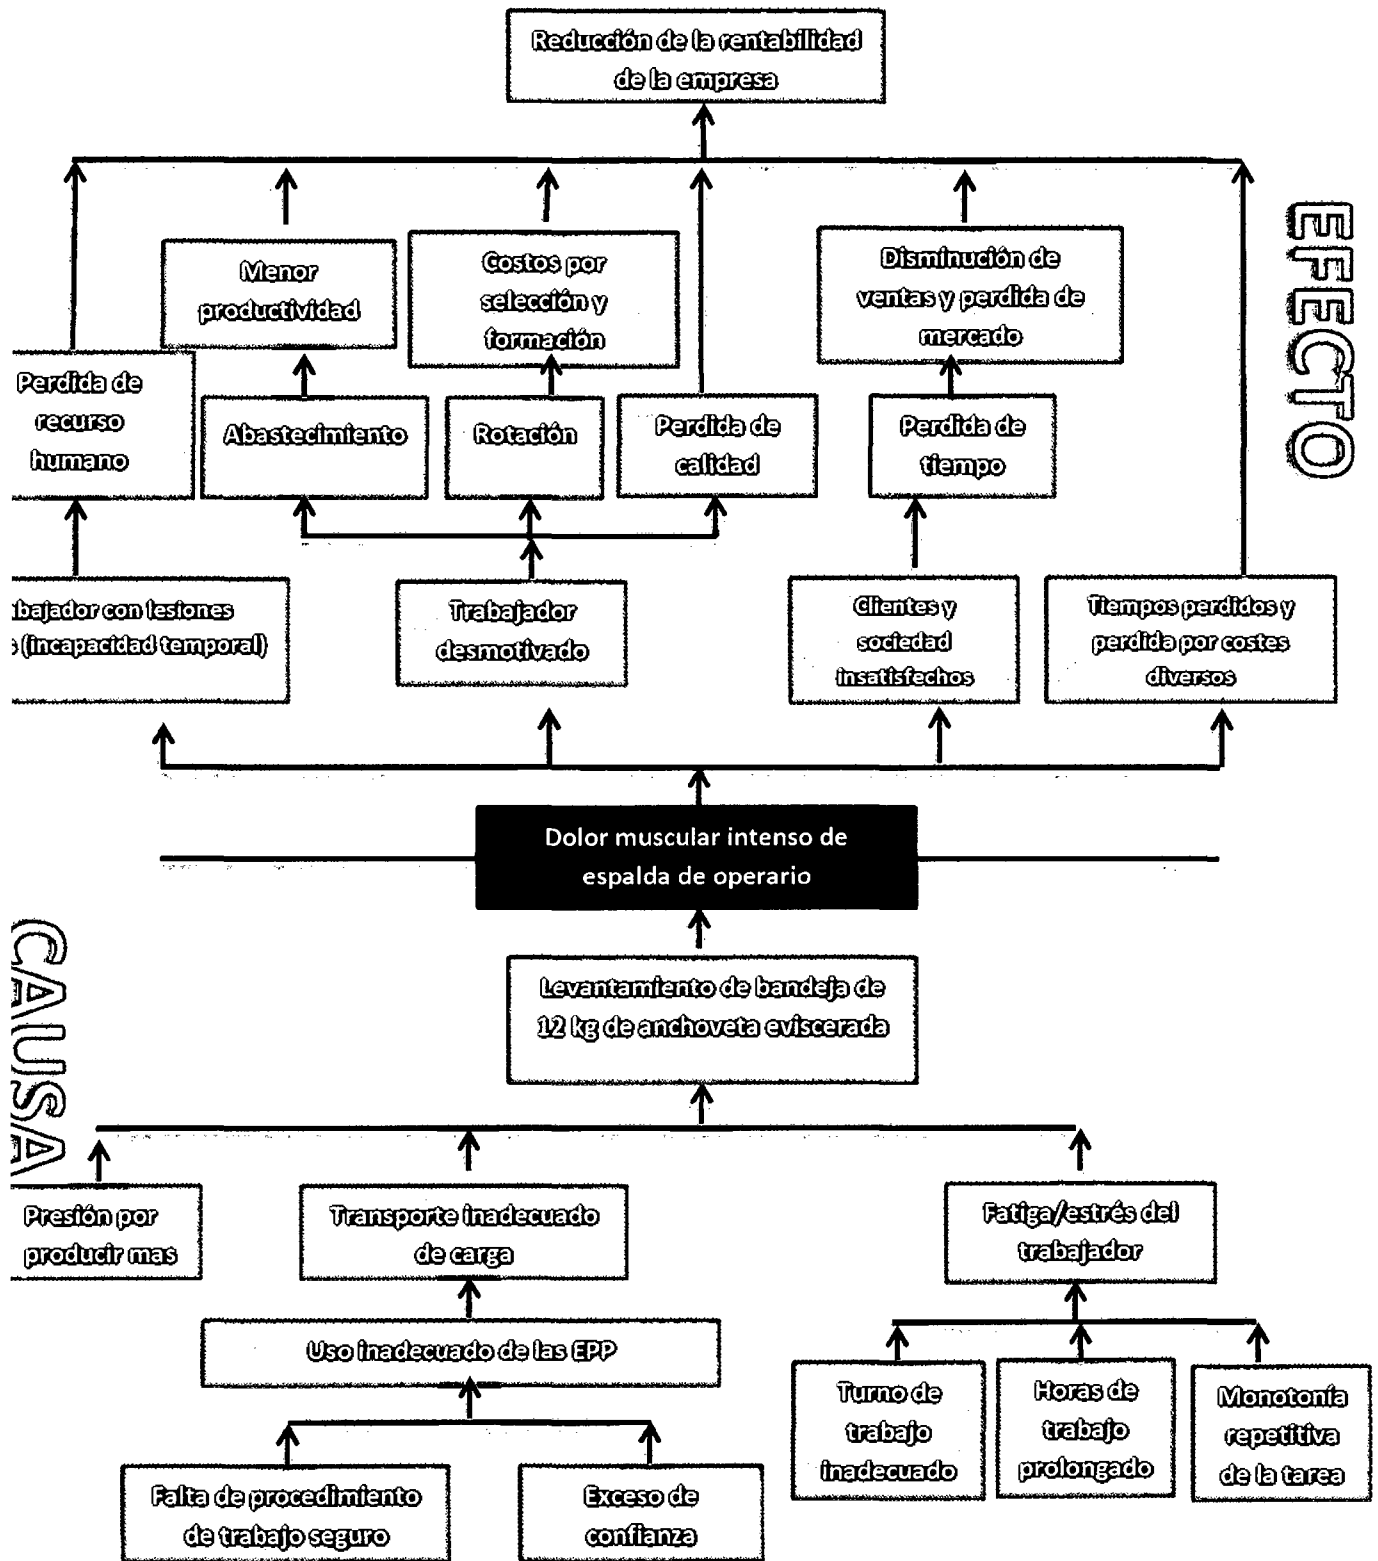 Reducción de la rentabilidad
de la empresa
EFECTO
Menor
productividad
Costos por
selección y
formación
Disminución de
ventas y perdida de
mercado
Perdida de
recurso
humano
Abastecimiento
Rotación
Perdida de
calidad
Perdida de
tiempo
abajador con lesiones
(incapacidad temporal)
Trabajador
desmotivado
Clientes y
sociedad
insatisfechos
Tiempos perdidos y
perdida por costes
diversos
Dolor muscular intenso de
espalda de operario
CAUSA
Levantamiento de bandeja de
12 kg de anchoveta eviscerada
Presión por
producir mas
Transporte inadecuado
de carga
Fatiga/estrés del
trabajador
Uso inadecuado de las EPP
Turno de
trabajo
inadecuado
Horas de
trabajo
prolongado
Monotonía
repetitiva
de la tarea
Falta de procedimiento
de trabajo seguro
Exceso de
confianza